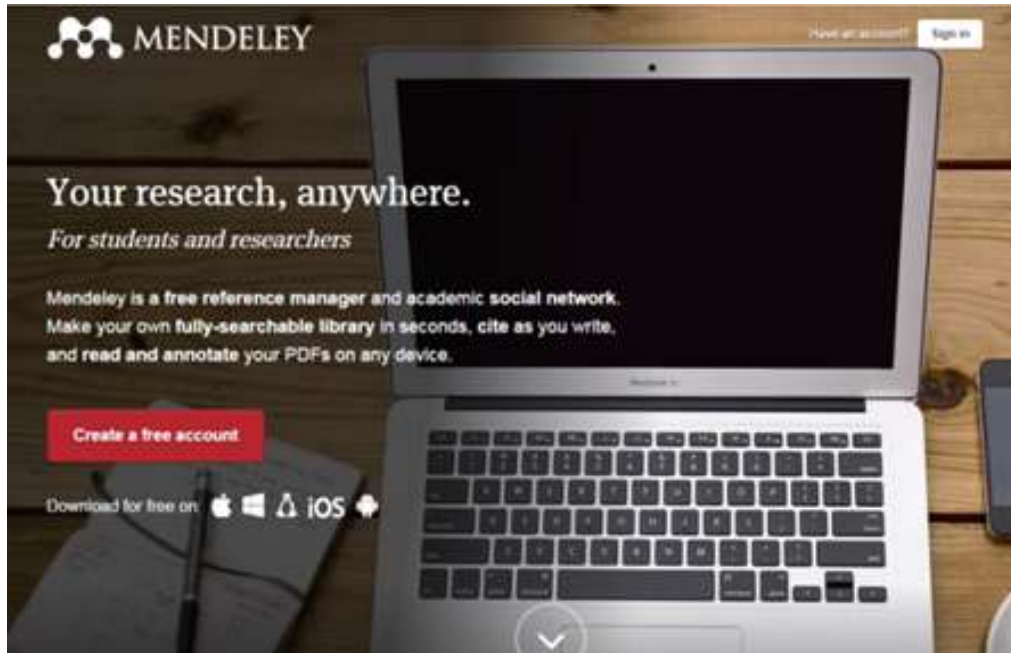 MENDELEY
Have an account? Sign in
Your research, anywhere.
For students and researchers
Mendeley is a free reference manager and academic social network.
Make your own fully-searchable library in seconds, cite as you write,
and read and annotate your PDFs on any device.
Create a free account
Download for free on: iOS